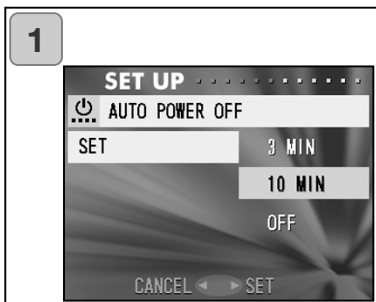 1
SET UP
AUTO POWER OFF
SET 3 MIN
10 MIN
OFF
CANCEL ◄ ► SET